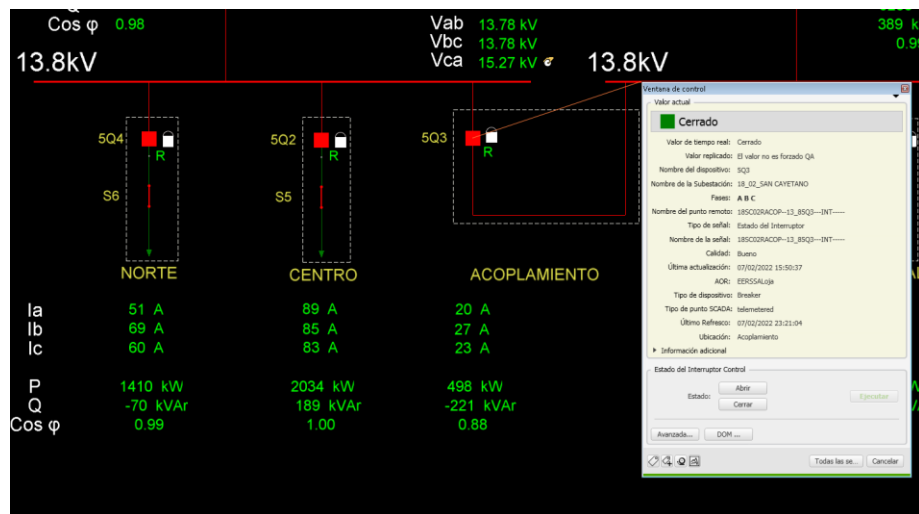 Cos φ 0.98
Vab 13.78 kV
Vbc 13.78 kV
Vca 15.27 kV
389
0.9
13.8kV
13.8kV
5Q4
R
S6
5Q2
R
S5
5Q3
R
NORTE
CENTRO
ACOPLAMIENTO
Ia 51 A 89 A 20 A
Ib 69 A 85 A 27 A
Ic 60 A 83 A 23 A
P 1410 kW 2034 kW 498 kW
Q -70 kVAr 189 kVAr -221 kVAr
Cos φ 0.99 1.00 0.88
Ventana de control
Valor actual
Cerrado
Valor de tiempo real: Cerrado
Valor replicado: El valor no es forzado QA
Nombre del dispositivo: 5Q3
Nombre de la Subestación: 18_02_SAN CAYETANO
Fases: A B C
Nombre del punto remoto: 18SC02RACOP--13_85Q3---INT-----
Tipo de señal: Estado del Interruptor
Nombre de la señal: 18SC02RACOP--13_85Q3---INT-----
Calidad: Bueno
Última actualización: 07/02/2022 15:50:37
AOR: EERSSALoja
Tipo de dispositivo: Breaker
Tipo de punto SCADA: telemetered
Último Refresco: 07/02/2022 23:21:04
Ubicación: Acoplamiento
Información adicional
Estado del Interruptor Control
Estado:
Abrir
Cerrar
Ejecutar
Avanzada...
DOM ...
Todas las se...
Cancelar